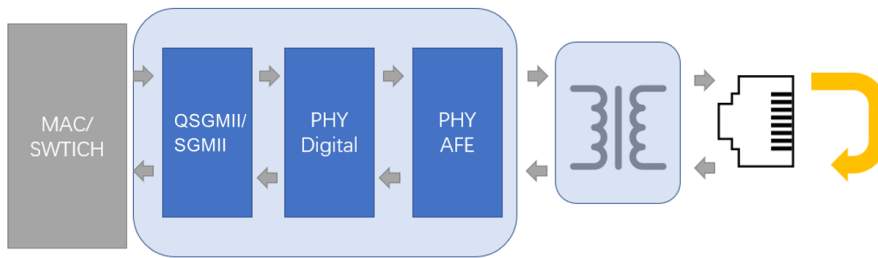 MAC/
SWTICH
QSGMII/
SGMII
PHY
Digital
PHY
AFE